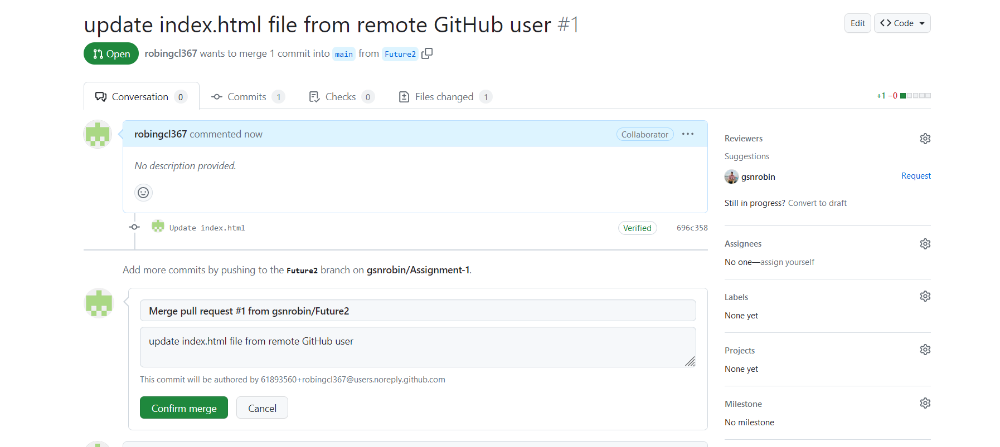 update index.html file from remote GitHub user #1
Edit
Code
Open
robingcl367 wants to merge 1 commit into main from Future2
Conversation 0
Commits 1
Checks 0
Files changed 1
+1 −0
robingcl367 commented now
Collaborator
No description provided.
Update index.html
Verified
696c358
Add more commits by pushing to the Future2 branch on gsnrobin/Assignment-1.
Merge pull request #1 from gsnrobin/Future2
update index.html file from remote GitHub user
This commit will be authored by 61893560+robingcl367@users.noreply.github.com
Confirm merge
Cancel
Reviewers
Suggestions
gsnrobin
Request
Still in progress? Convert to draft
Assignees
No one—assign yourself
Labels
None yet
Projects
None yet
Milestone
No milestone